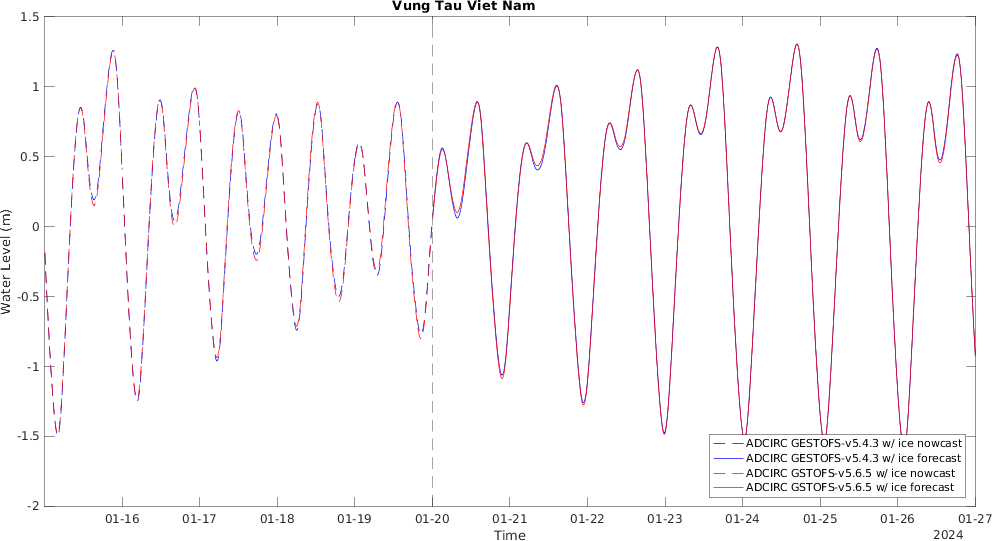 Vung Tau Viet Nam
1.5
1
0.5
0
-0.5
-1
-1.5
-2
Water Level (m)
01-16 01-17 01-18 01-19 01-20 01-21 01-22 01-23 01-24 01-25 01-26 01-27
Time
2024
ADCIRC GESTOFS-v5.4.3 w/ ice nowcast
ADCIRC GESTOFS-v5.4.3 w/ ice forecast
ADCIRC GSTOFS-v5.6.5 w/ ice nowcast
ADCIRC GSTOFS-v5.6.5 w/ ice forecast